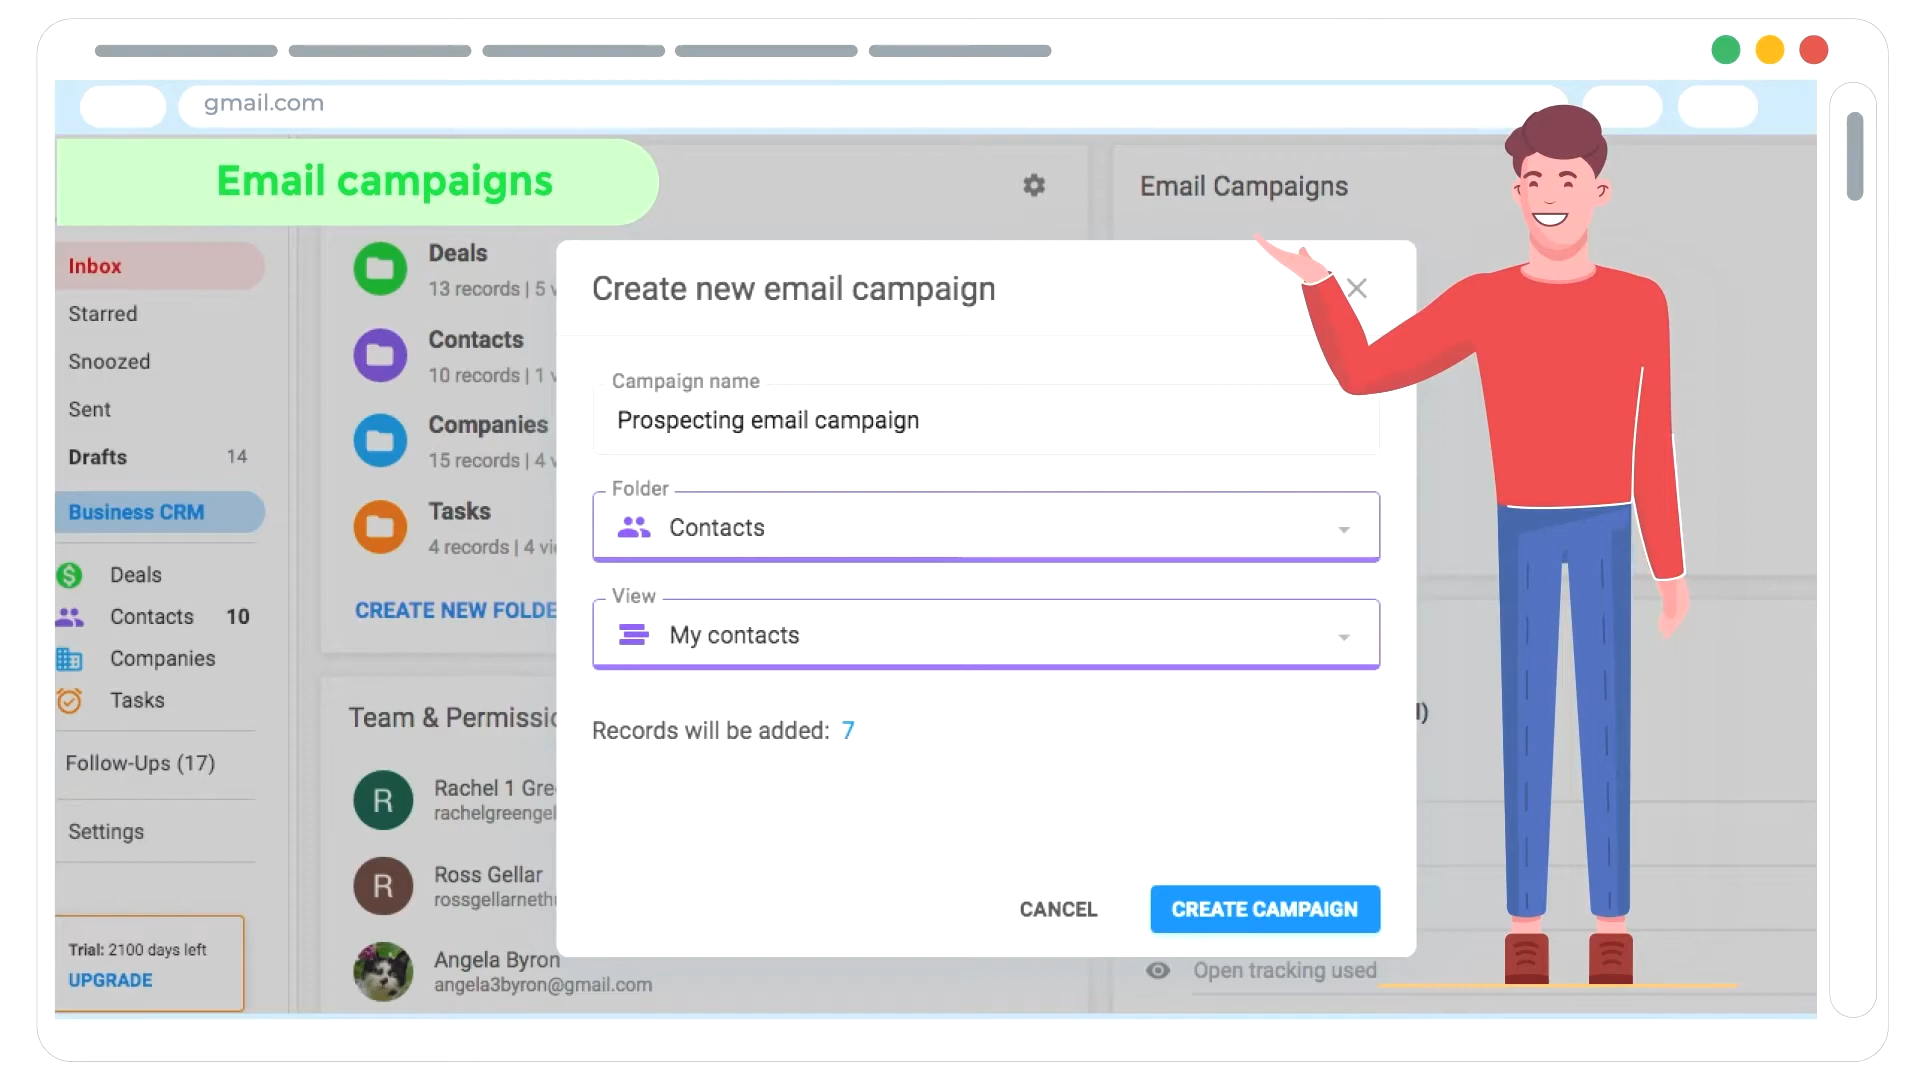 gmail.com
Email campaigns
Email Campaigns
Inbox
Starred
Snoozed
Sent
Drafts 14
Business CRM
Deals
Contacts 10
Companies
Tasks
Follow-Ups (17)
Settings
Trial: 2100 days left
UPGRADE
Deals
13 records | 5 v
Contacts
10 records | 1 v
Companies
15 records | 4 v
Tasks
4 records | 4 vi
CREATE NEW FOLDE
Team & Permissio
R
Rachel 1 Gre
rachelgreengel
R
Ross Gellar
rossgellarneth
Angela Byron
angela3byron@gmail.com
Create new email campaign
Campaign name
Prospecting email campaign
Folder
Contacts
View
My contacts
Records will be added: 7
CANCEL
CREATE CAMPAIGN
Open tracking used